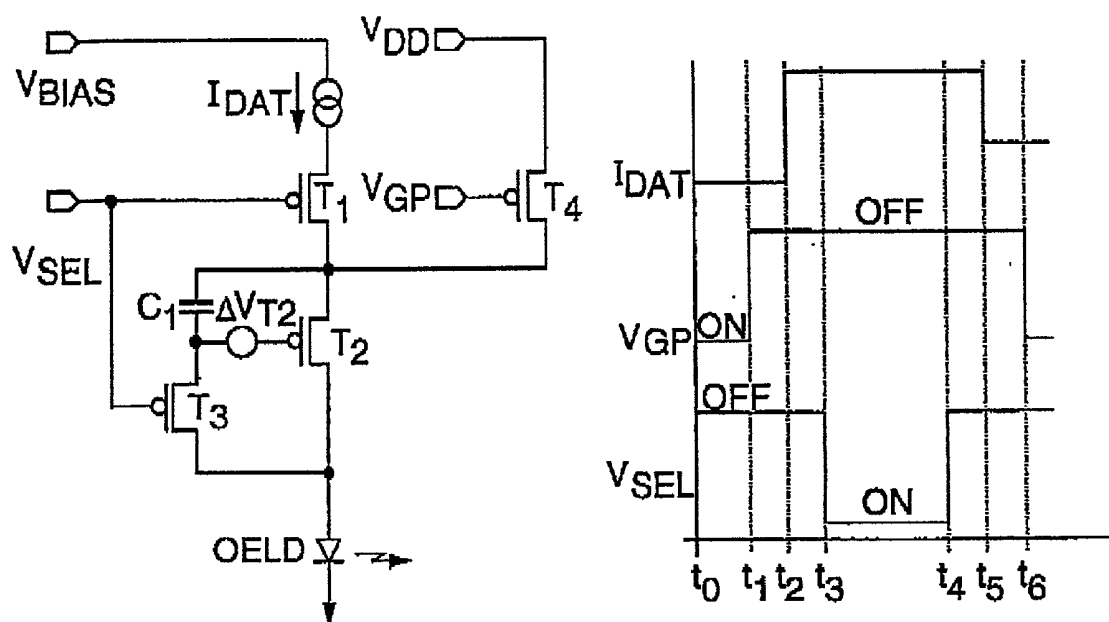 VBIAS
IDAT
VDD
VSEL
T1
VGP
T4
C1
ΔVT2
T2
T3
OELD
IDAT
OFF
VGP
ON
OFF
VSEL
ON
t0 t1 t2 t3 t4 t5 t6